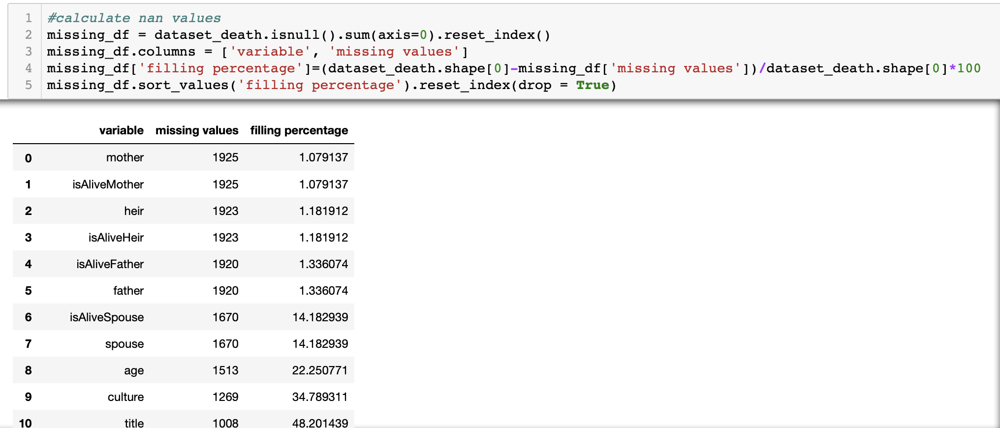 1 #calculate nan values
2 missing_df = dataset_death.isnull().sum(axis=0).reset_index()
3 missing_df.columns = ['variable', 'missing values']
4 missing_df['filling percentage']=(dataset_death.shape[0]-missing_df['missing values'])/dataset_death.shape[0]*100
5 missing_df.sort_values('filling percentage').reset_index(drop = True)
variable missing values filling percentage
0 mother 1925 1.079137
1 isAliveMother 1925 1.079137
2 heir 1923 1.181912
3 isAliveHeir 1923 1.181912
4 isAliveFather 1920 1.336074
5 father 1920 1.336074
6 isAliveSpouse 1670 14.182939
7 spouse 1670 14.182939
8 age 1513 22.250771
9 culture 1269 34.789311
10 title 1008 48.201439